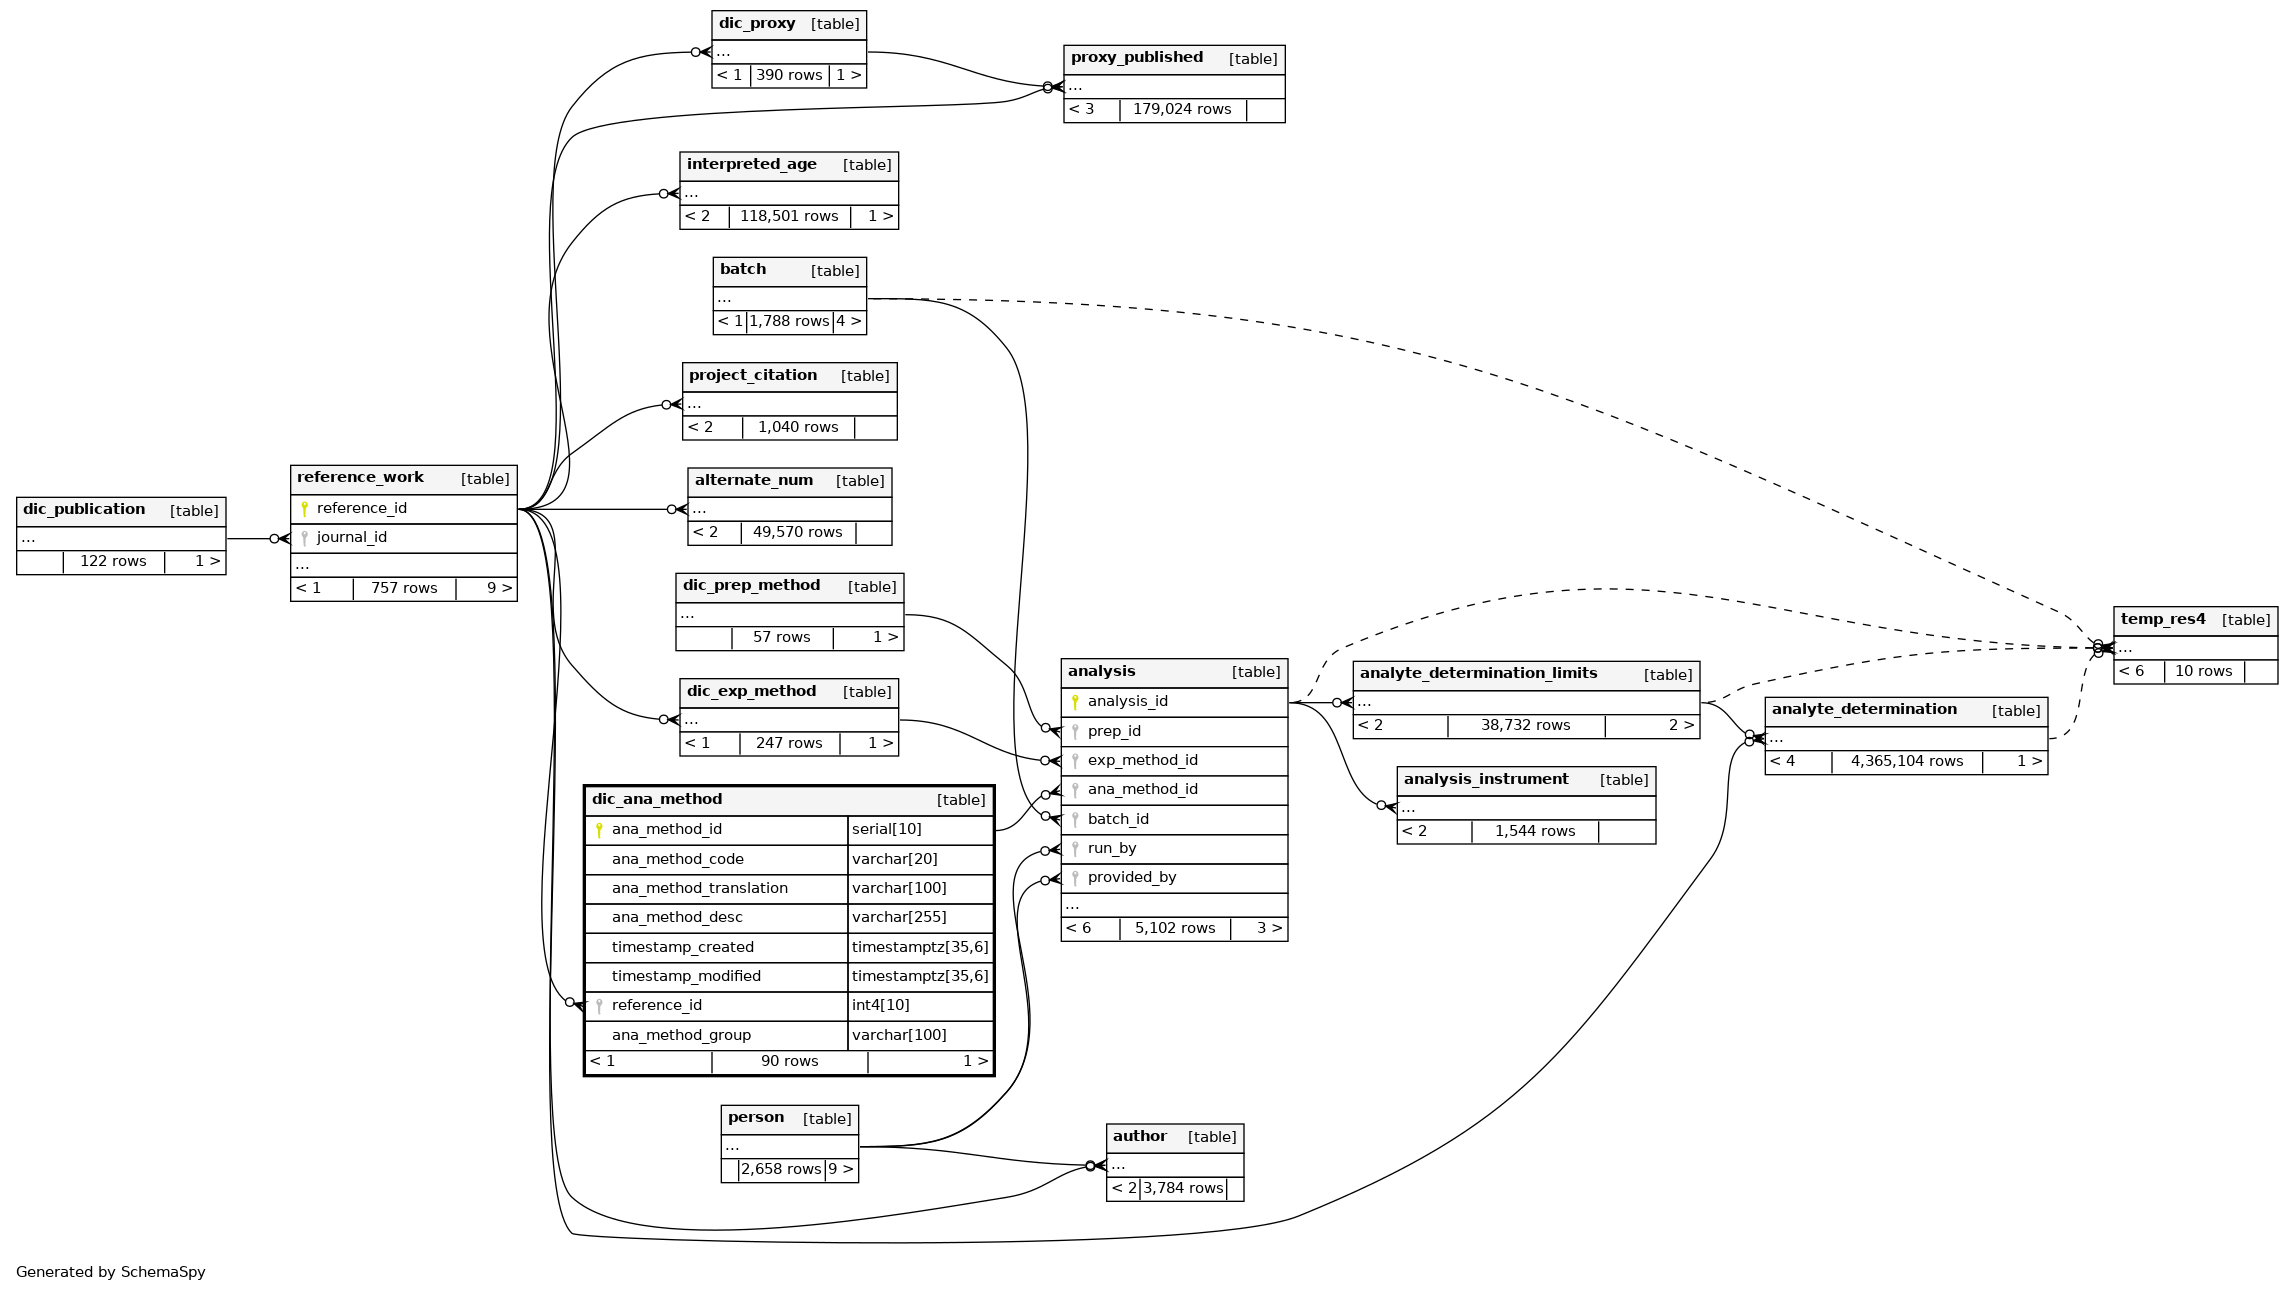 dic_proxy [table]
...
< 1 390 rows 1 >
proxy_published [table]
...
< 3 179,024 rows
interpreted_age [table]
...
< 2 118,501 rows 1 >
batch [table]
...
< 1 1,788 rows 4 >
project_citation [table]
...
< 2 1,040 rows
dic_publication [table]
...
122 rows 1 >
reference_work [table]
reference_id
journal_id
...
< 1 757 rows 9 >
alternate_num [table]
...
< 2 49,570 rows
dic_prep_method [table]
...
57 rows 1 >
dic_exp_method [table]
...
< 1 247 rows 1 >
dic_ana_method [table]
ana_method_id serial[10]
ana_method_code varchar[20]
ana_method_translation varchar[100]
ana_method_desc varchar[255]
timestamp_created timestamptz[35,6]
timestamp_modified timestamptz[35,6]
reference_id int4[10]
ana_method_group varchar[100]
< 1 90 rows 1 >
analysis [table]
analysis_id
prep_id
exp_method_id
ana_method_id
batch_id
run_by
provided_by
...
< 6 5,102 rows 3 >
analyte_determination_limits [table]
...
< 2 38,732 rows 2 >
analysis_instrument [table]
...
< 2 1,544 rows
analyte_determination [table]
...
< 4 4,365,104 rows 1 >
temp_res4 [table]
...
< 6 10 rows
person [table]
...
2,658 rows 9 >
author [table]
...
< 2 3,784 rows
Generated by SchemaSpy